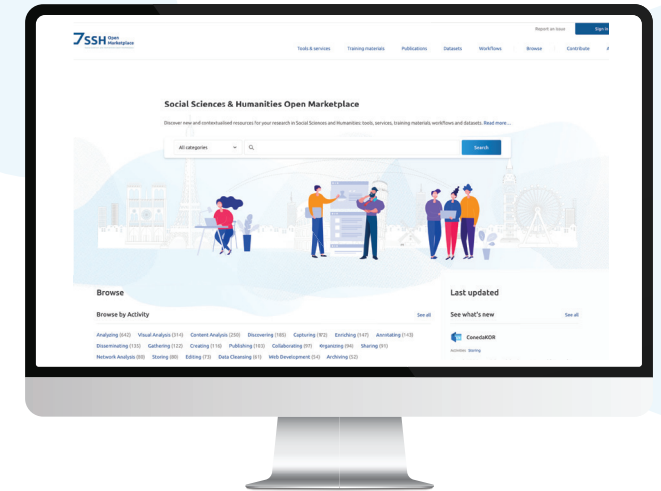 Report an issue
Sign in
SSH Open
Marketplace
Tools & services Training materials Publications Datasets Workflows Browse Contribute A
Social Sciences & Humanities Open Marketplace
Discover new and contextualised resources for your research in Social Sciences and Humanities: tools, services, training materials, workflows and datasets. Read more...
All categories
Search
Browse
Last updated
Browse by Activity
See all
See what's new
See all
Analyzing (642) Visual Analysis (314) Content Analysis (250) Discovering (185) Capturing (183) Enriching (147) Annotating (143)
ConedaKOR
Disseminating (135) Gathering (122) Creating (116) Publishing (103) Collaborating (97) Organizing (94) Sharing (91)
Network Analysis (89) Storing (80) Editing (73) Data Cleansing (61) Web Development (54) Archiving (52)
Storing